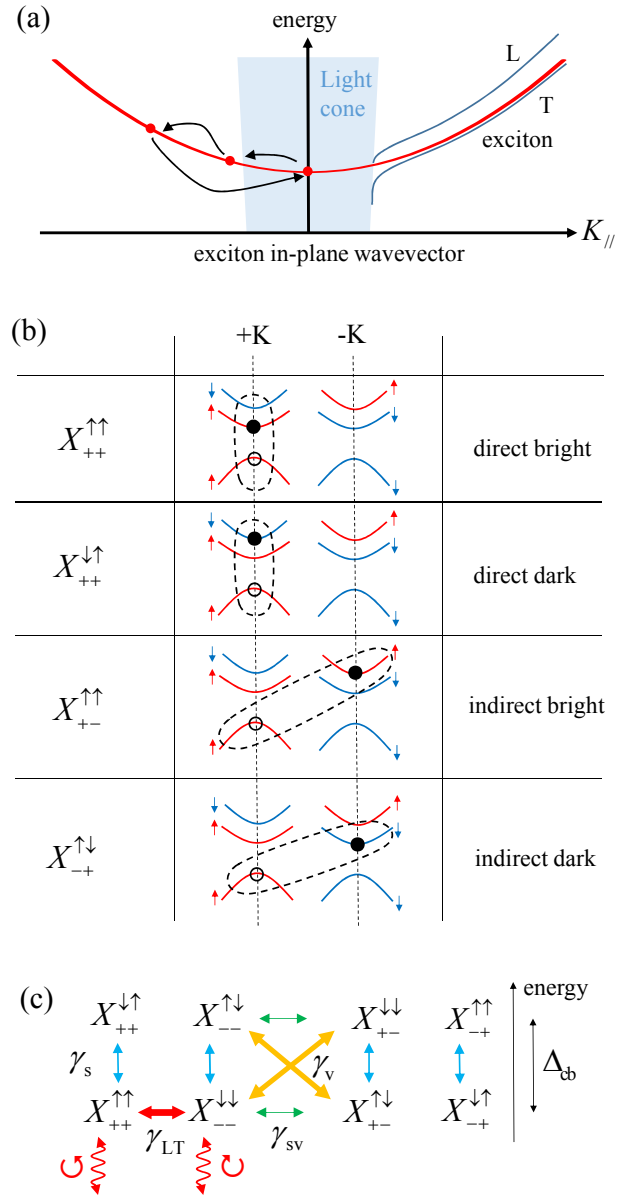 (a)
energy
Light
cone
L
T
exciton
K//
exciton in-plane wavevector
(b)
+K -K
X++↑↑ ↓ ↑ ↑ ↑ ↓ ↓ direct bright
X++↓↑ ↓ ↑ ↑ ↑ ↓ ↓ direct dark
X+-↑↑ ↓ ↑ ↑ ↑ ↓ ↓ indirect bright
X-+↑↓ ↓ ↑ ↑ ↑ ↓ ↓ indirect dark
(c)
energy
X++↓↑ X--↑↓ X+-↓↓ X-+↑↑
γs γv Δcb
X++↑↑ X--↓↓ X+-↑↓ X-+↓↑
γLT γsv